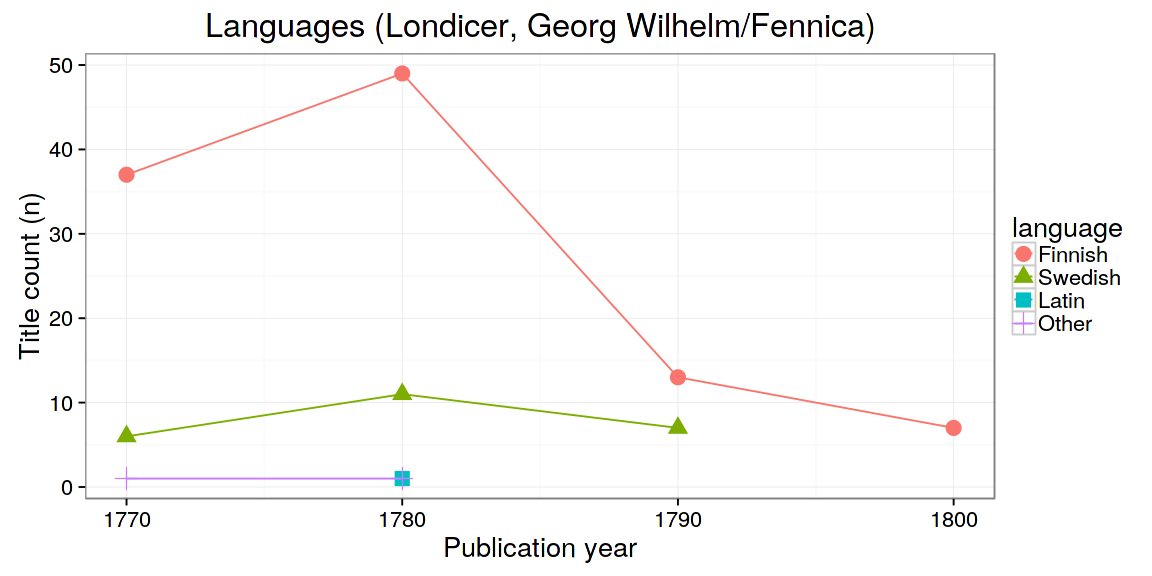 Languages (Londicer, Georg Wilhelm/Fennica)
50
40
30
20
10
0
Title count (n)
1770 1780 1790 1800
Publication year
language
Finnish
Swedish
Latin
Other